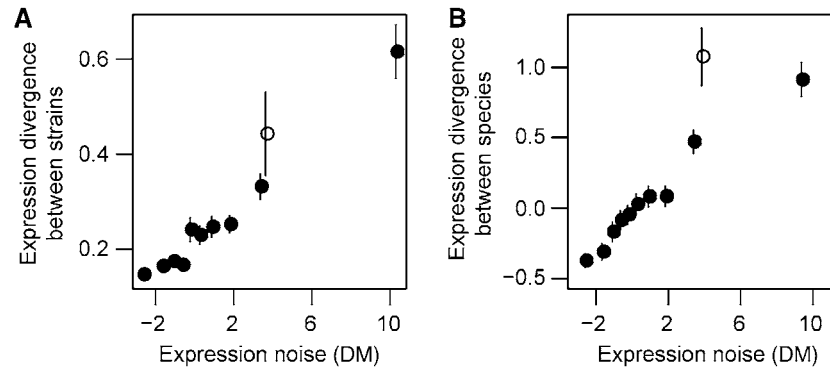 A
Expression divergence
between strains
0.6
0.4
0.2
−2
2
6
10
Expression noise (DM)
B
Expression divergence
between species
1.0
0.5
0.0
−0.5
−2
2
6
10
Expression noise (DM)